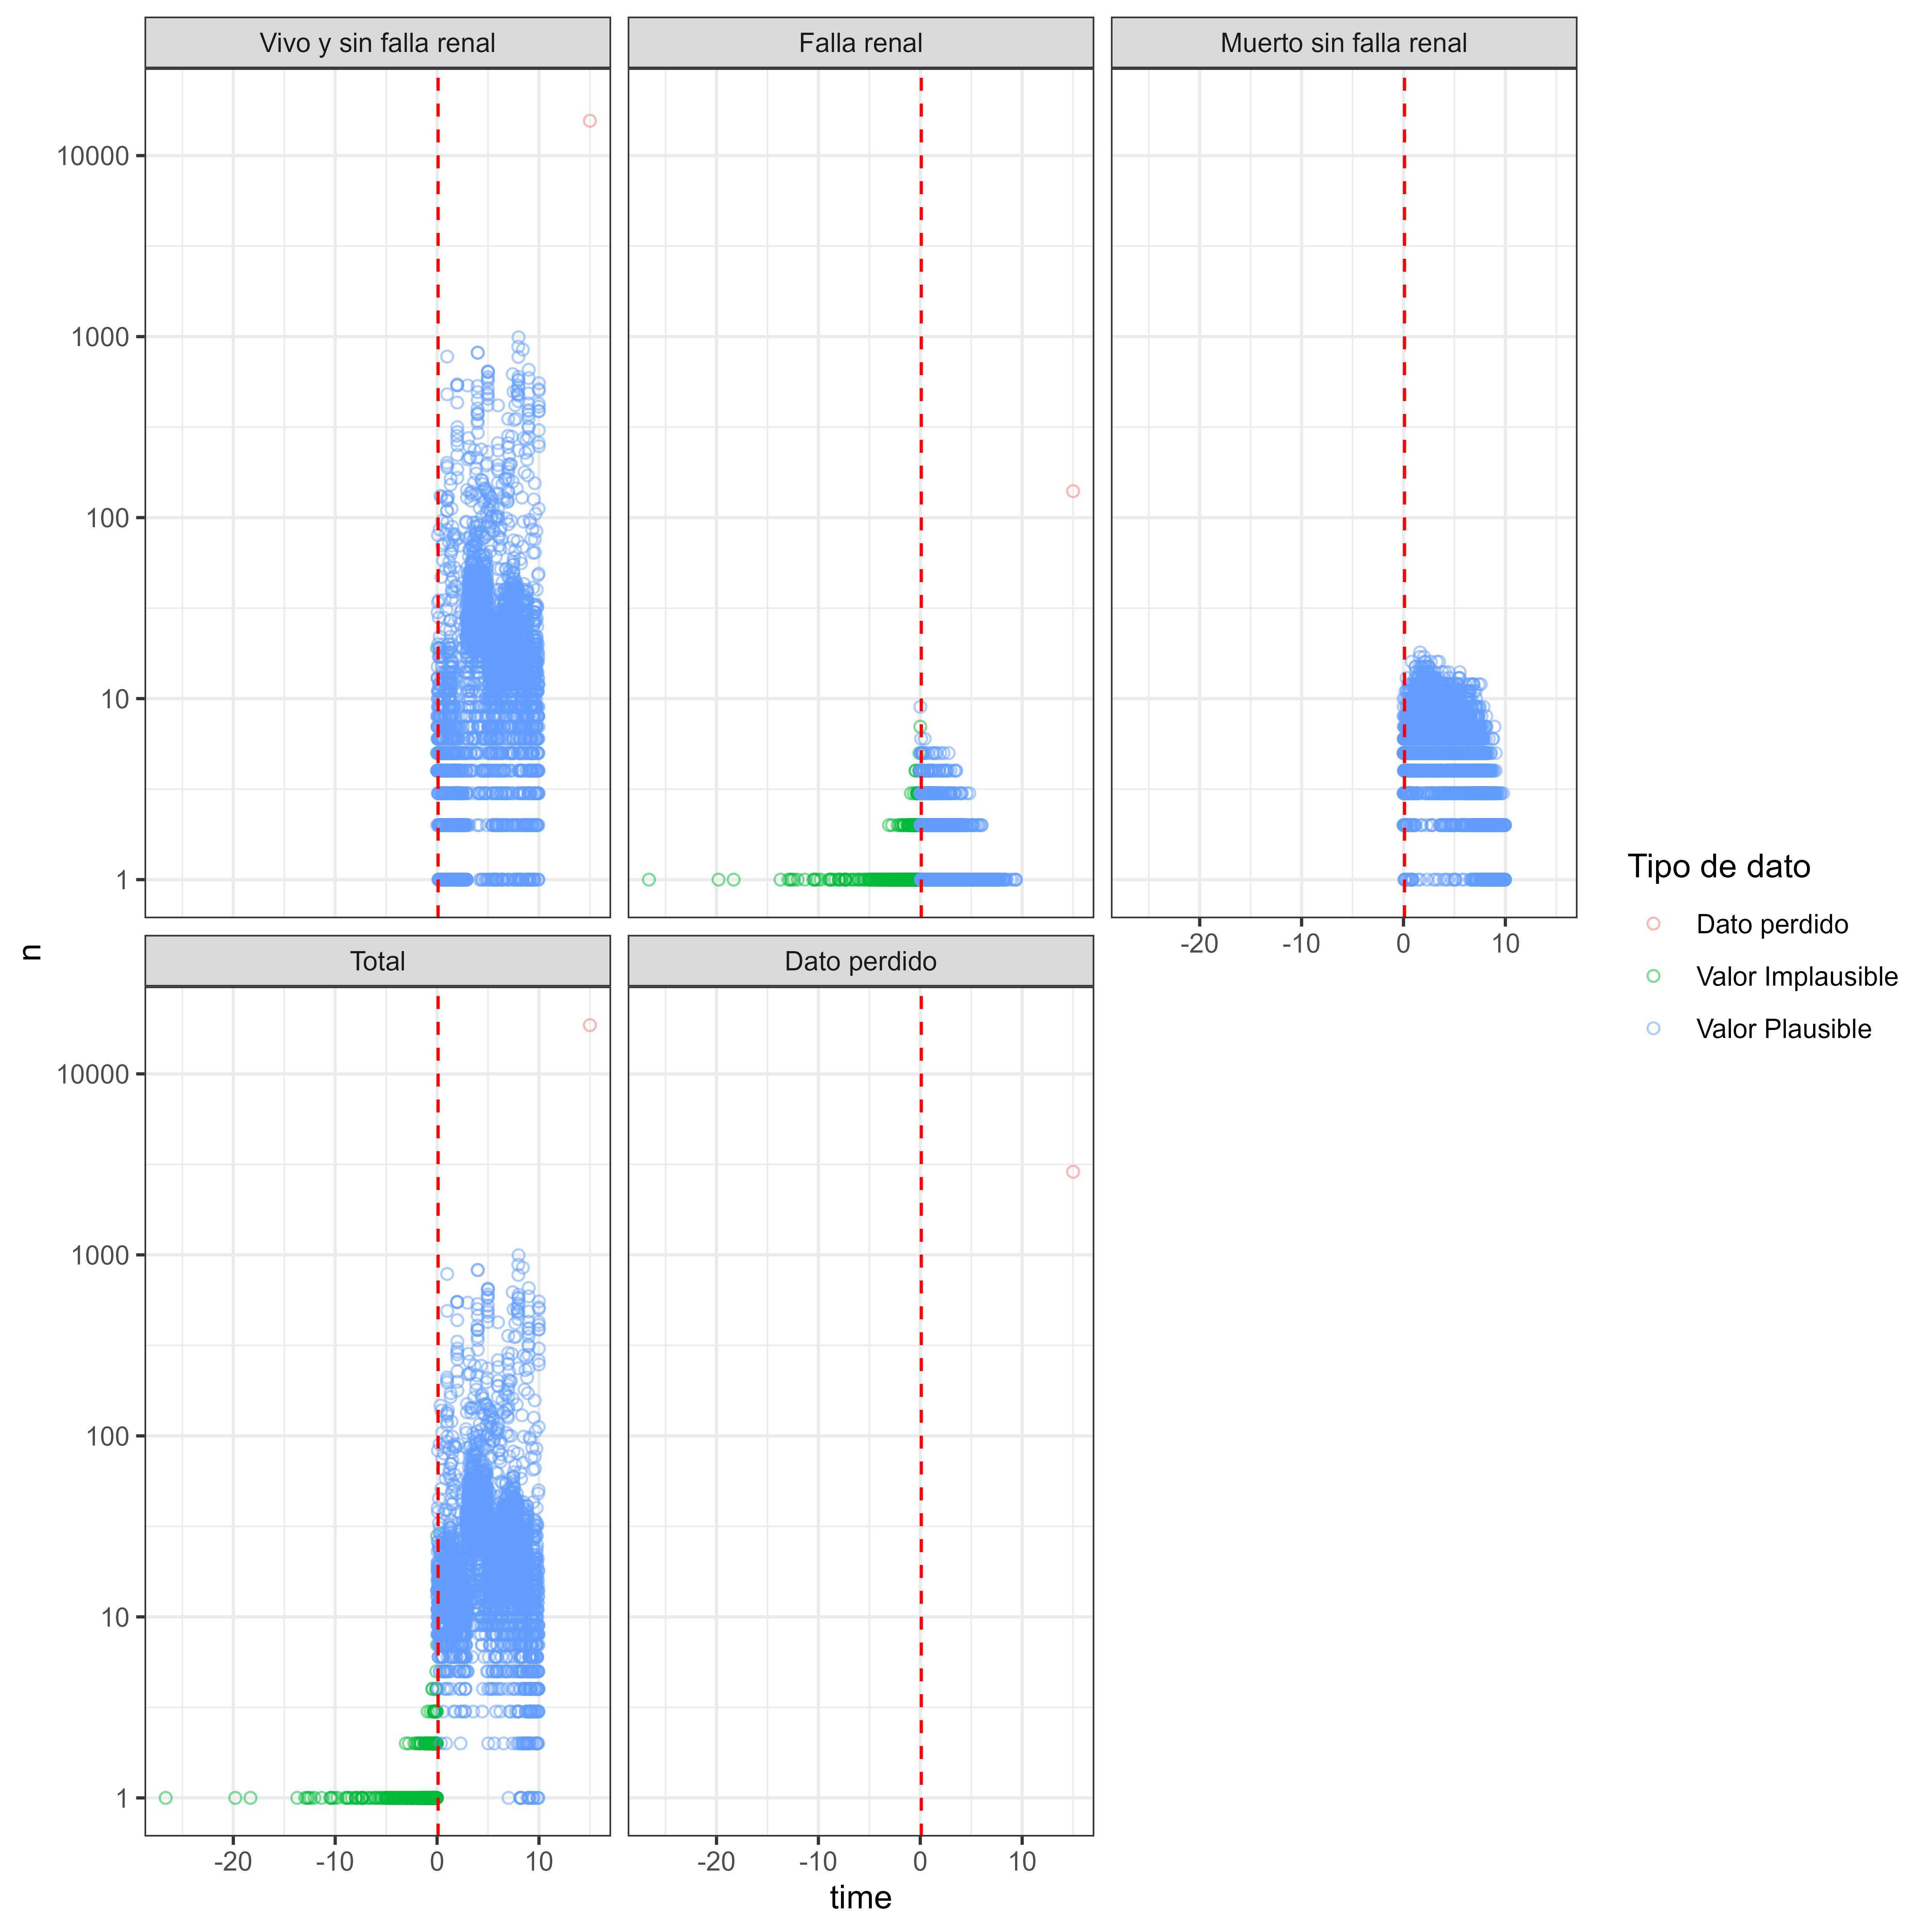 Vivo y sin falla renal
Falla renal
Muerto sin falla renal
10000
1000
100
10
1
-20 -10 0 10
Total
Dato perdido
10000
1000
100
10
1
-20 -10 0 10
-20 -10 0 10
time
n
Tipo de dato
Dato perdido
Valor Implausible
Valor Plausible